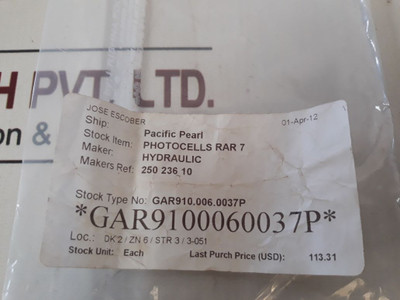 H PVT. LTD.
on &
JOSE ESCOBER
01-Apr-12
Ship: Pacific Pearl
Stock Item: PHOTOCELLS RAR 7
Maker: HYDRAULIC
Makers Ref: 250 236 10
Stock Type No: GAR910.006.0037P
*GAR9100060037P*
Loc.: DK 2 / ZN 6 / STR 3 / 3-051
Stock Unit: Each Last Purch Price (USD): 113.31